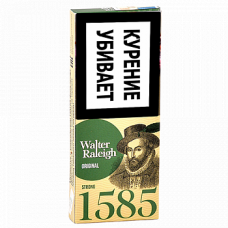 КУРЕНИЕ
УБИВАЕТ
Walter
Raleigh
ORIGINAL
STRONG
1585